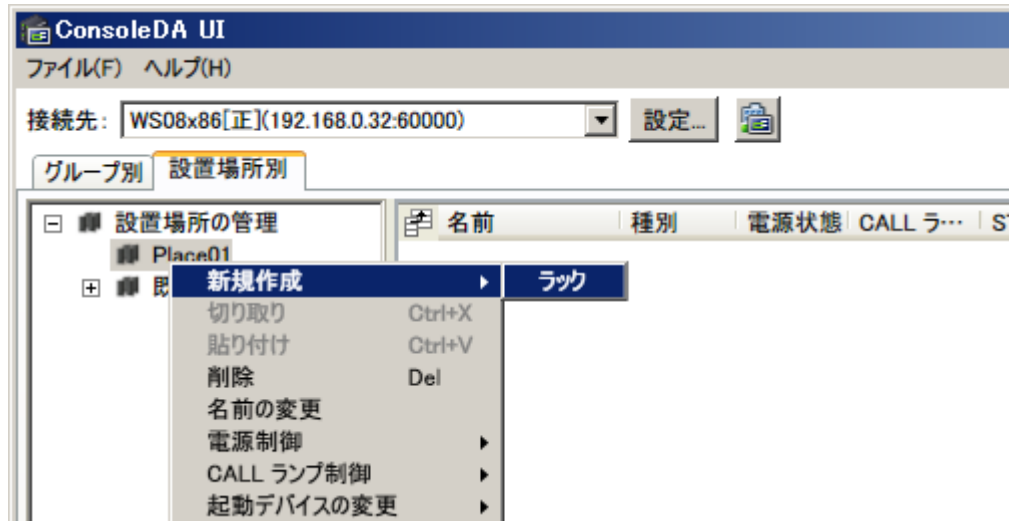 ConsoleDA UI
ファイル(F) ヘルプ(H)
接続先: WS08x86[正](192.168.0.32:60000) 設定...
グループ別 設置場所別
設置場所の管理 名前 種別 電源状態 CALL ラ…
Place01
新規作成 ラック
切り取り Ctrl+X
貼り付け Ctrl+V
削除 Del
名前の変更
電源制御
CALL ランプ制御
起動デバイスの変更